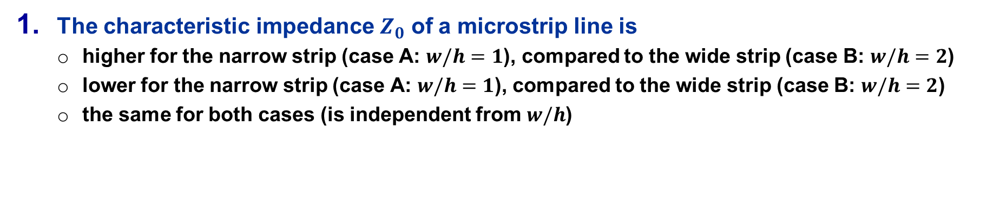 1. The characteristic impedance Z₀ of a microstrip line is
○ higher for the narrow strip (case A: w/h = 1), compared to the wide strip (case B: w/h = 2)
○ lower for the narrow strip (case A: w/h = 1), compared to the wide strip (case B: w/h = 2)
○ the same for both cases (is independent from w/h)